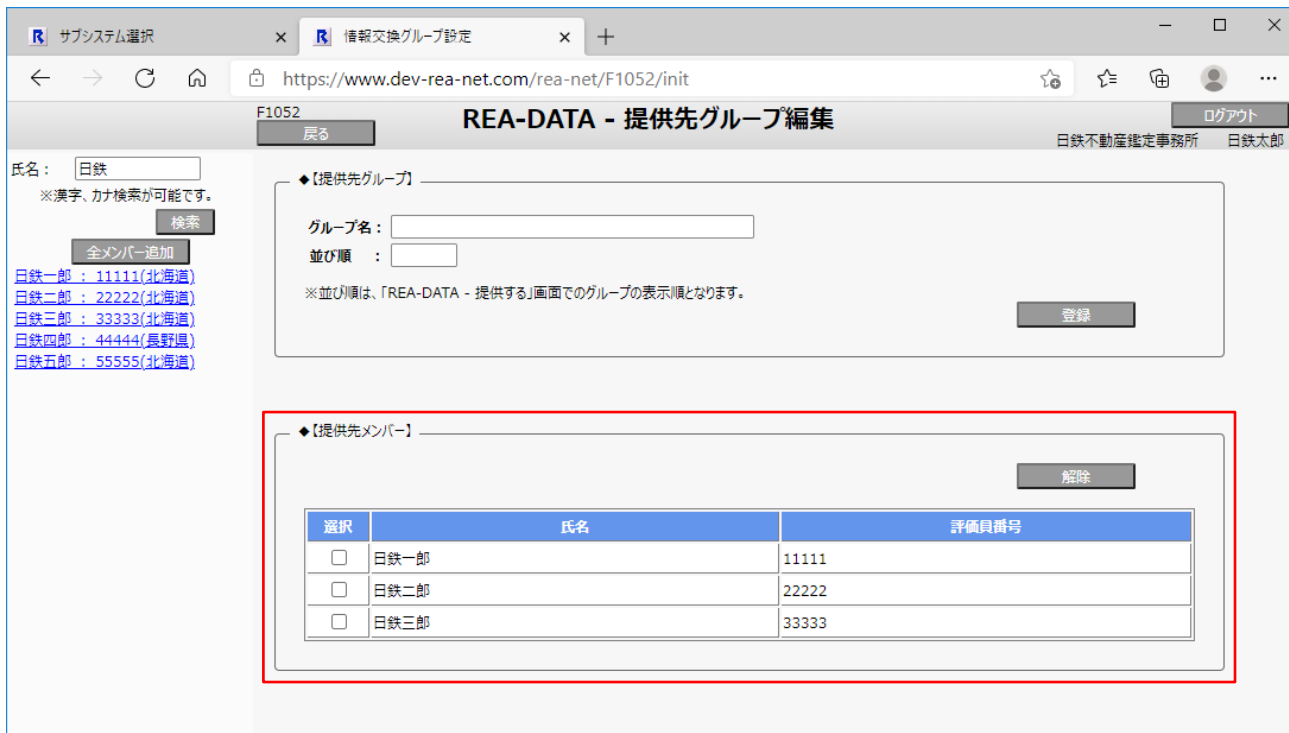 サブシステム選択
情報交換グループ設定
https://www.dev-rea-net.com/rea-net/F1052/init
F1052
戻る
REA-DATA - 提供先グループ編集
ログアウト
日鉄不動産鑑定事務所 日鉄太郎
氏名： 日鉄
※漢字、カナ検索が可能です。
検索
全メンバー追加
日鉄一郎 ： 11111(北海道)
日鉄二郎 ： 22222(北海道)
日鉄三郎 ： 33333(北海道)
日鉄四郎 ： 44444(長野県)
日鉄五郎 ： 55555(北海道)
◆【提供先グループ】
グループ名：
並び順 ：
※並び順は、「REA-DATA - 提供する」画面でのグループの表示順となります。
登録
◆【提供先メンバー】
解除
選択 氏名 評価員番号
日鉄一郎 11111
日鉄二郎 22222
日鉄三郎 33333